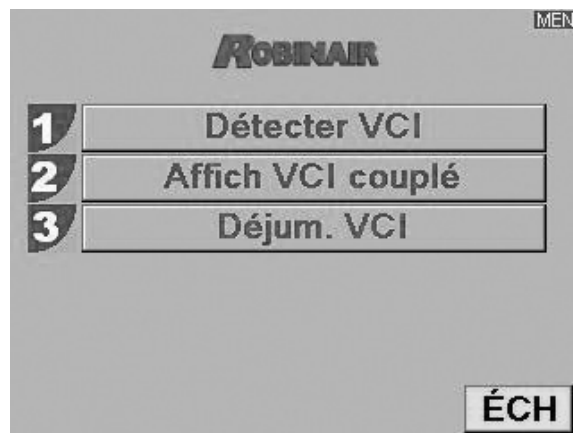 MEN
ROBINAIR
1 Détecter VCI
2 Affich VCI couplé
3 Déjum. VCI
ÉCH